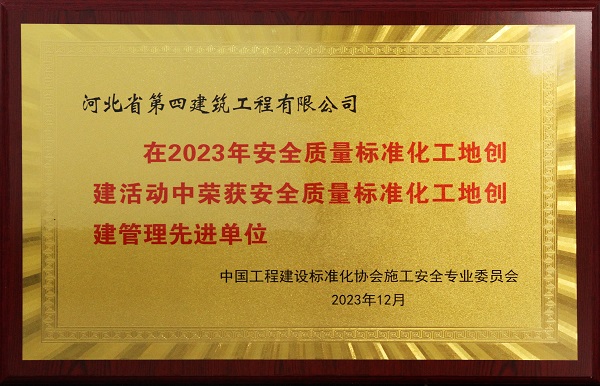 河北省第四建筑工程有限公司
在2023年安全质量标准化工地创
建活动中荣获安全质量标准化工地创
建管理先进单位
中国工程建设标准化协会施工安全专业委员会
2023年12月